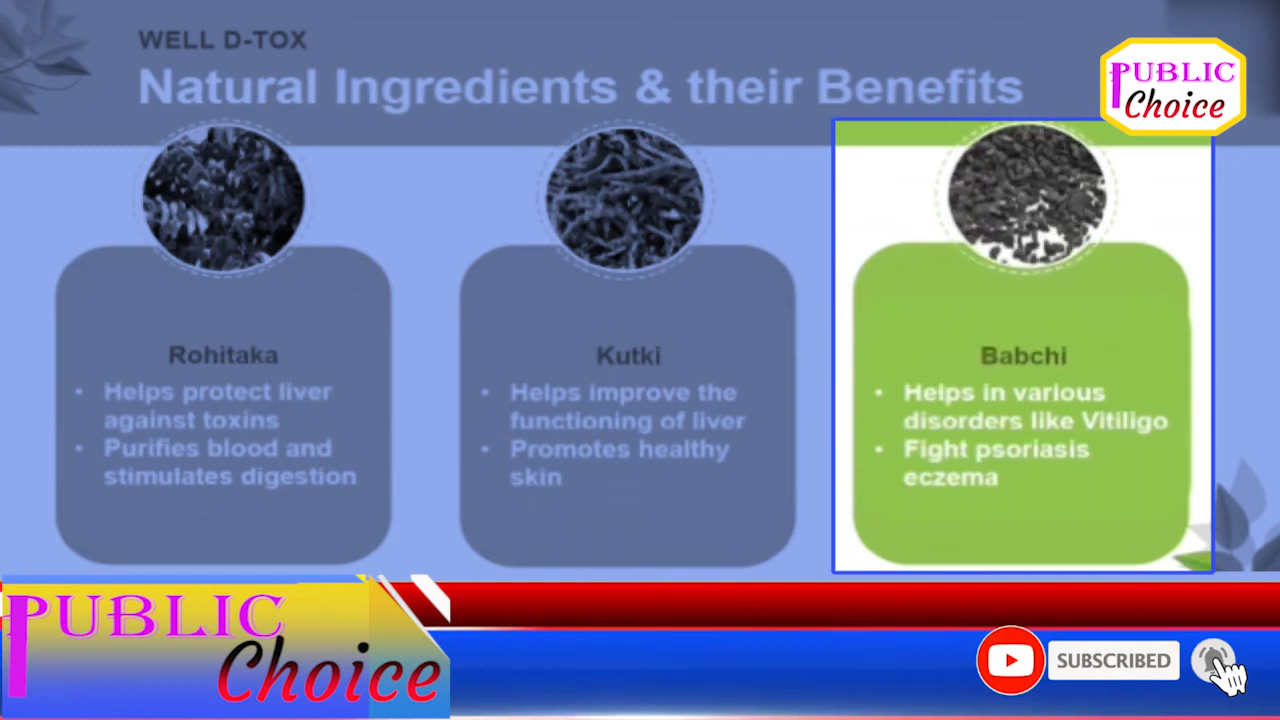 WELL D-TOX
Natural Ingredients & their Benefits
PUBLIC
Choice
Rohitaka
• Helps protect liver
against toxins
• Purifies blood and
stimulates digestion
Kutki
• Helps improve the
functioning of liver
• Promotes healthy
skin
Babchi
• Helps in various
disorders like Vitiligo
• Fight psoriasis
eczema
PUBLIC
Choice
SUBSCRIBED